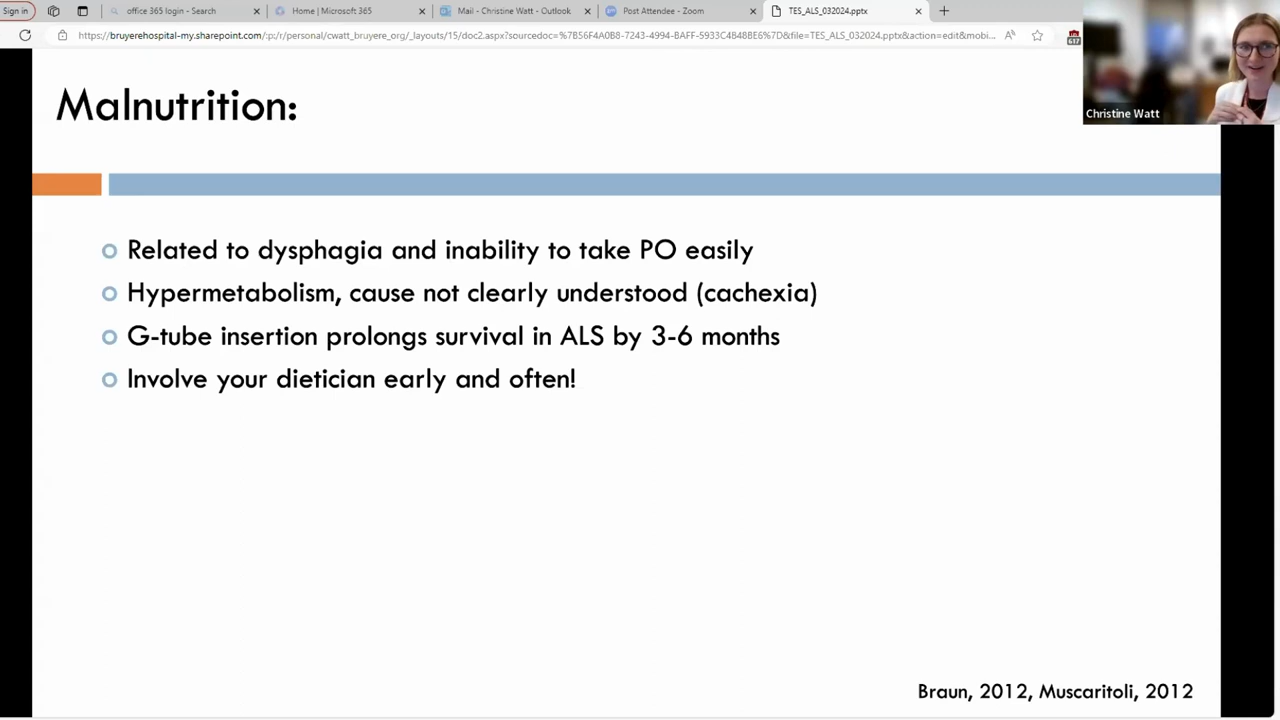 Sign in
office 365 login - Search
Home | Microsoft 365
Mail - Christine Watt - Outlook
Post Attendee - Zoom
TES_ALS_032024.pptx
https://bruyerehospital-my.sharepoint.com/:p:/r/personal/cwatt_bruyere_org/_layouts/15/doc2.aspx?sourcedoc=%7B56F4A0B8-7243-4994-BAFF-5933C4B48BE6%7D&file=TES_ALS_032024.pptx&action=edit&mobi...
617
Christine Watt
Malnutrition:
Related to dysphagia and inability to take PO easily
Hypermetabolism, cause not clearly understood (cachexia)
G-tube insertion prolongs survival in ALS by 3-6 months
Involve your dietician early and often!
Braun, 2012, Muscaritoli, 2012